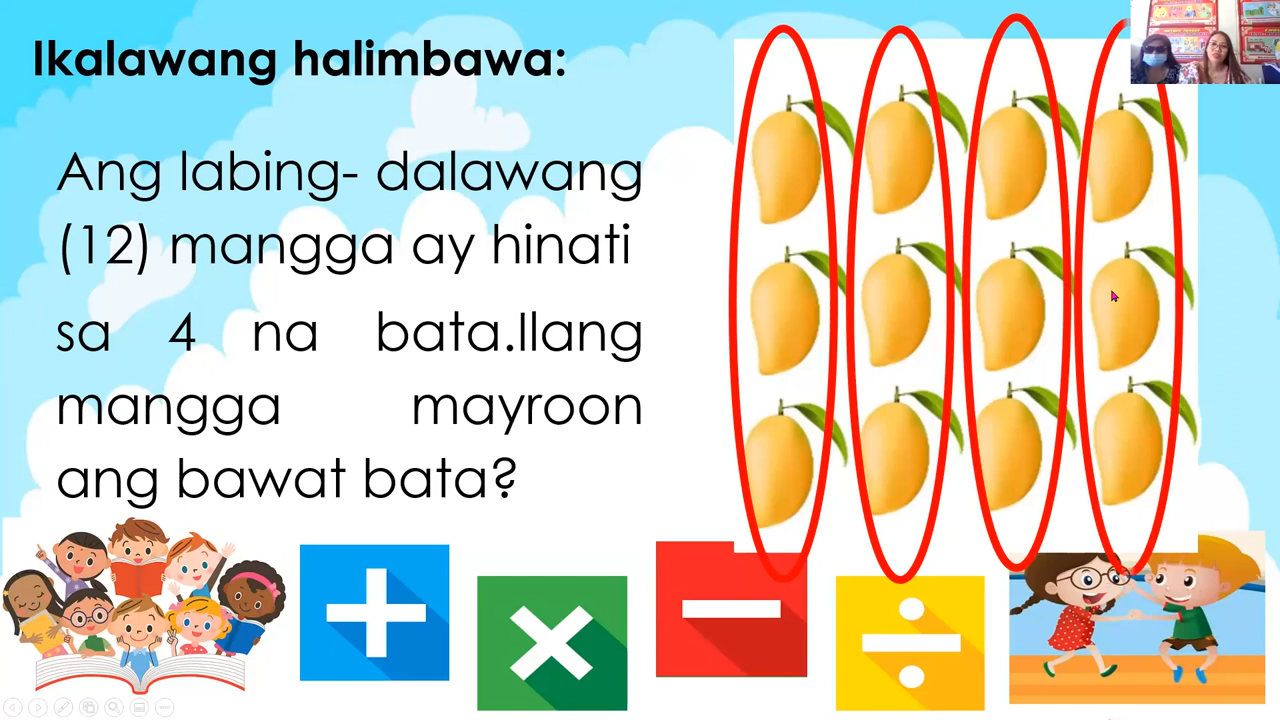 Ikalawang halimbawa:
Ang labing- dalawang
(12) mangga ay hinati
sa 4 na bata.Ilang
mangga mayroon
ang bawat bata?